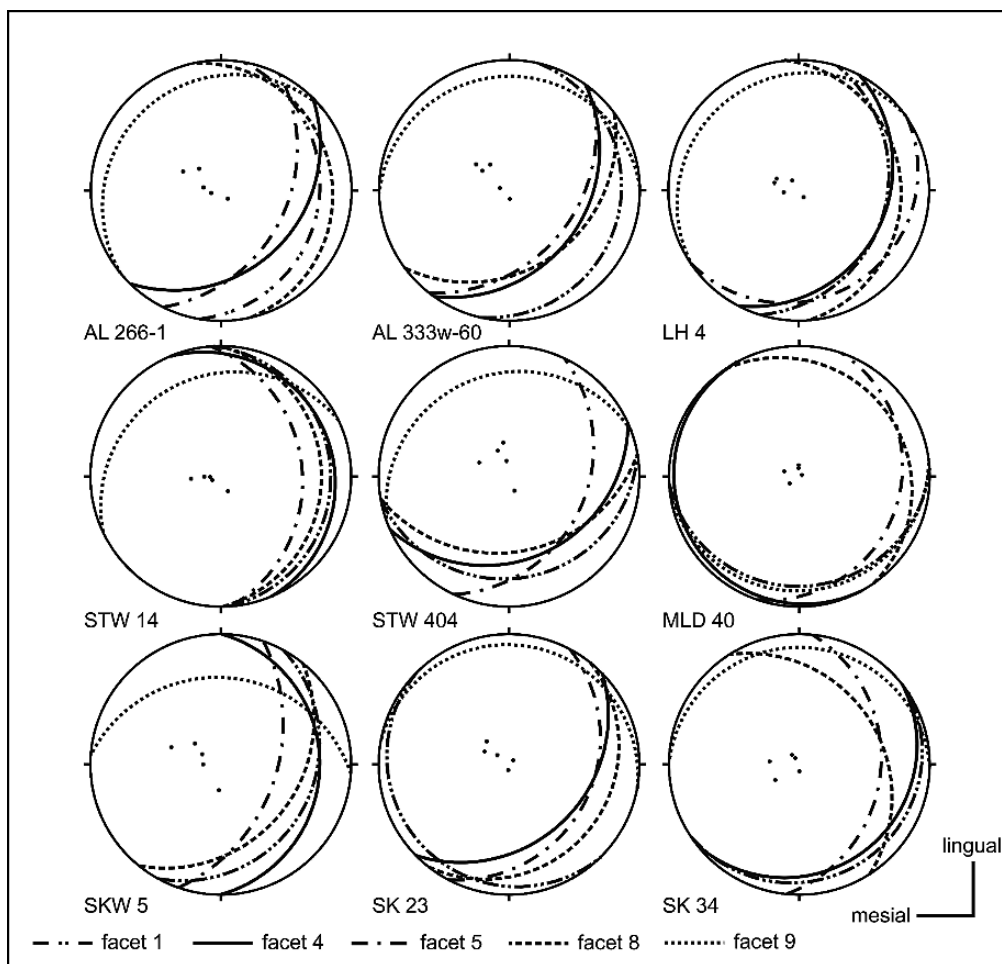 AL 266-1 AL 333w-60 LH 4
STW 14 STW 404 MLD 40
SKW 5 SK 23 SK 34
lingual
mesial
facet 1 facet 4 facet 5 facet 8 facet 9